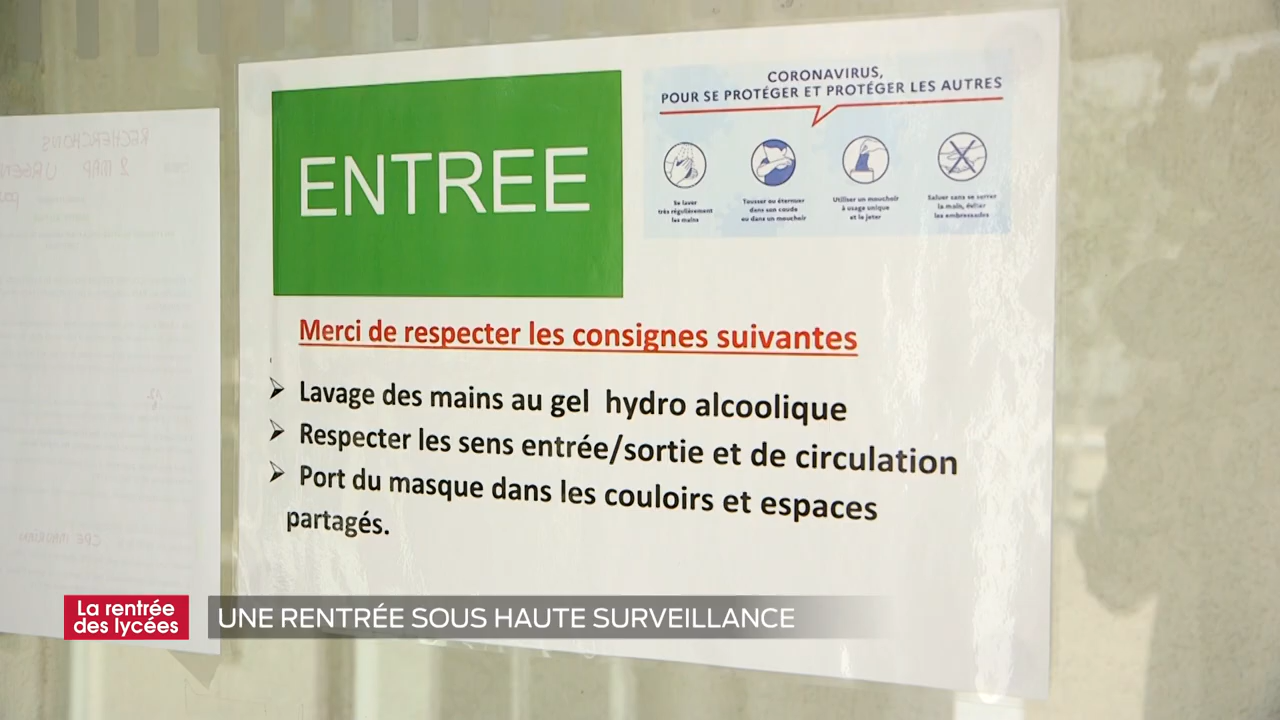 RECHERCHONS
ENTREE
CORONAVIRUS,
POUR SE PROTÉGER ET PROTÉGER LES AUTRES
Se laver
très régulièrement
les mains
Tousser ou éternuer
dans son coude
ou dans un mouchoir
Utiliser un mouchoir
à usage unique
et le jeter
Saluer sans se serrer
la main, éviter
les embrassades
Merci de respecter les consignes suivantes
Lavage des mains au gel hydro alcoolique
Respecter les sens entrée/sortie et de circulation
Port du masque dans les couloirs et espaces
partagés.
La rentrée
des lycées
UNE RENTRÉE SOUS HAUTE SURVEILLANCE